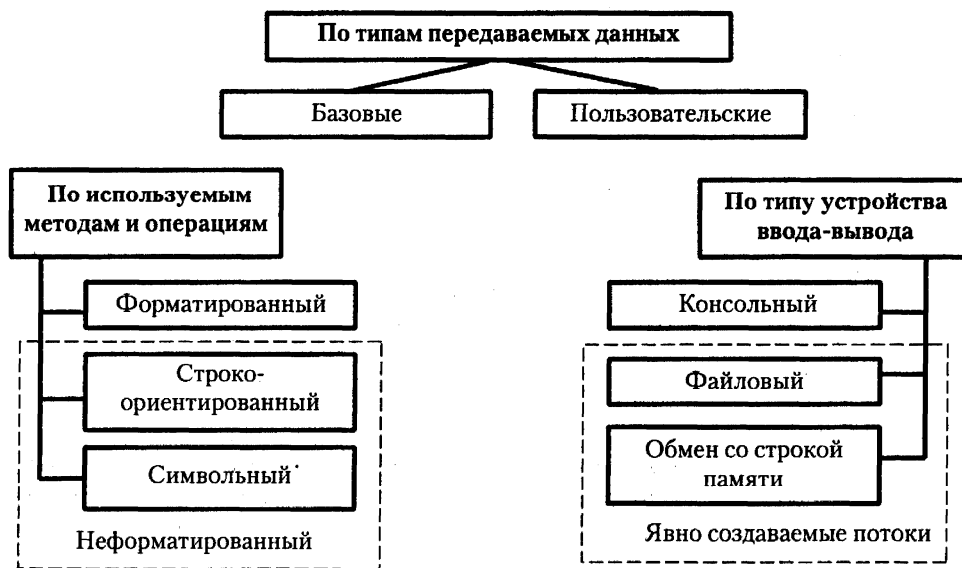 По типам передаваемых данных
Базовые
Пользовательские
По используемым
методам и операциям
Форматированный
Строко-
ориентированный
Символьный
Неформатированный
По типу устройства
ввода-вывода
Консольный
Файловый
Обмен со строкой
памяти
Явно создаваемые потоки